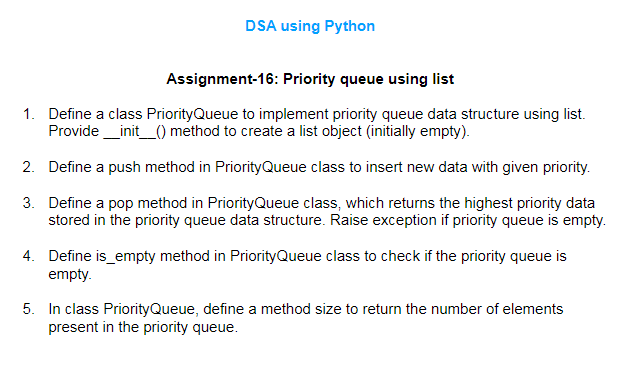 DSA using Python
Assignment-16: Priority queue using list
1. Define a class PriorityQueue to implement priority queue data structure using list.
Provide __init__() method to create a list object (initially empty).
2. Define a push method in PriorityQueue class to insert new data with given priority.
3. Define a pop method in PriorityQueue class, which returns the highest priority data
stored in the priority queue data structure. Raise exception if priority queue is empty.
4. Define is_empty method in PriorityQueue class to check if the priority queue is
empty.
5. In class PriorityQueue, define a method size to return the number of elements
present in the priority queue.